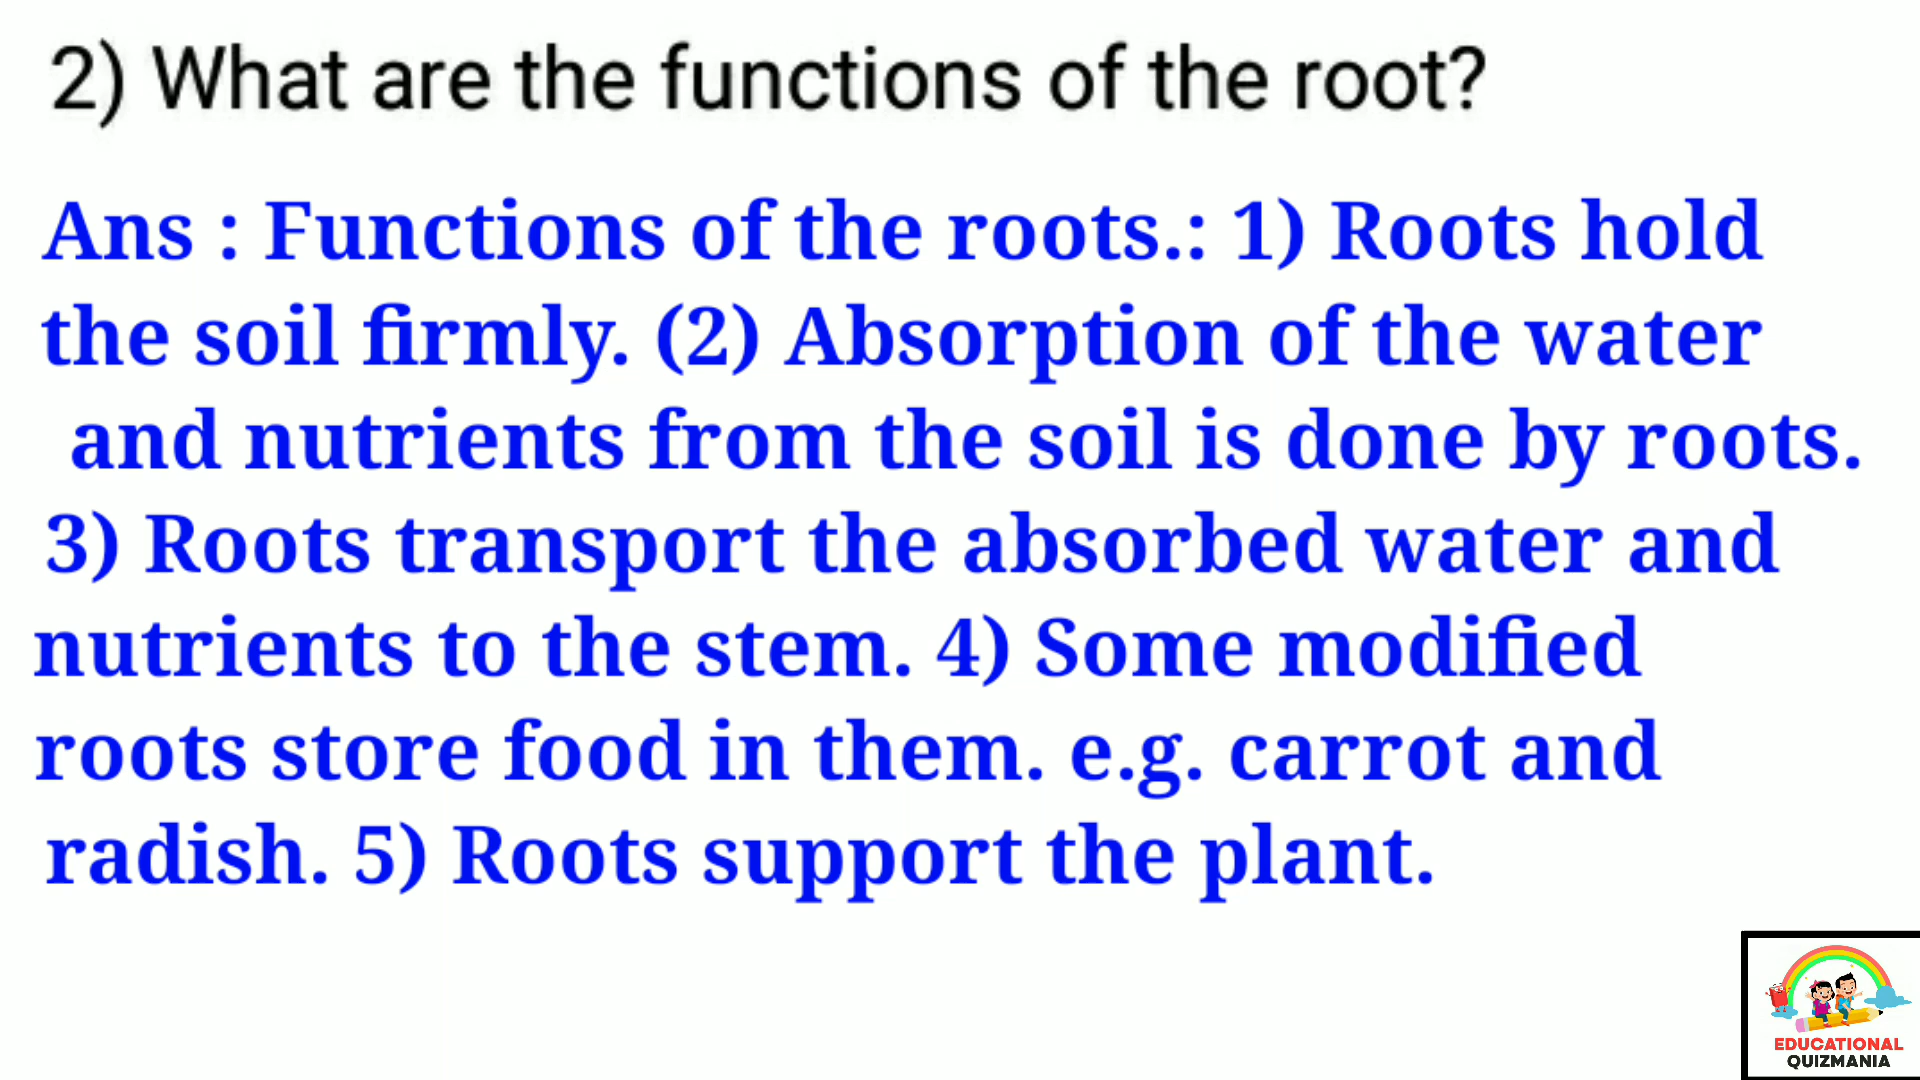 2) What are the functions of the root?
Ans : Functions of the roots.: 1) Roots hold
the soil firmly. (2) Absorption of the water
and nutrients from the soil is done by roots.
3) Roots transport the absorbed water and
nutrients to the stem. 4) Some modified
roots store food in them. e.g. carrot and
radish. 5) Roots support the plant.
EDUCATIONAL
QUIZMANIA